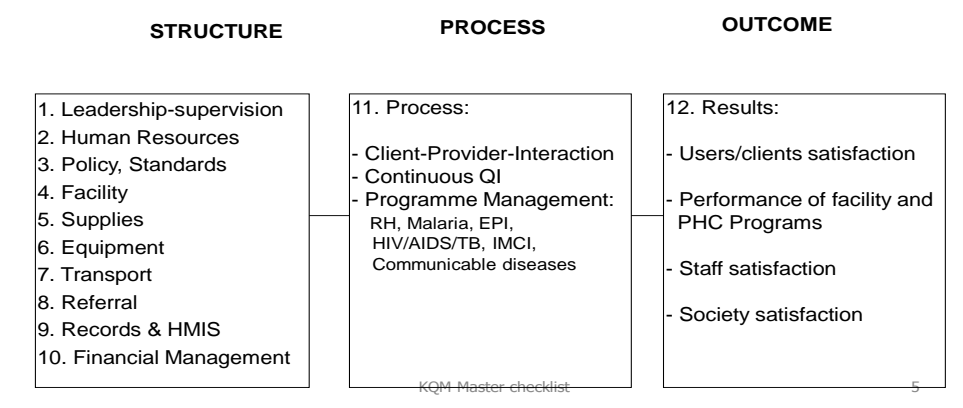 STRUCTURE
PROCESS
OUTCOME
1. Leadership-supervision
2. Human Resources
3. Policy, Standards
4. Facility
5. Supplies
6. Equipment
7. Transport
8. Referral
9. Records & HMIS
10. Financial Management
11. Process:
- Client-Provider-Interaction
- Continuous QI
- Programme Management:
RH, Malaria, EPI,
HIV/AIDS/TB, IMCI,
Communicable diseases
12. Results:
- Users/clients satisfaction
- Performance of facility and
PHC Programs
- Staff satisfaction
- Society satisfaction
KQM Master checklist
5